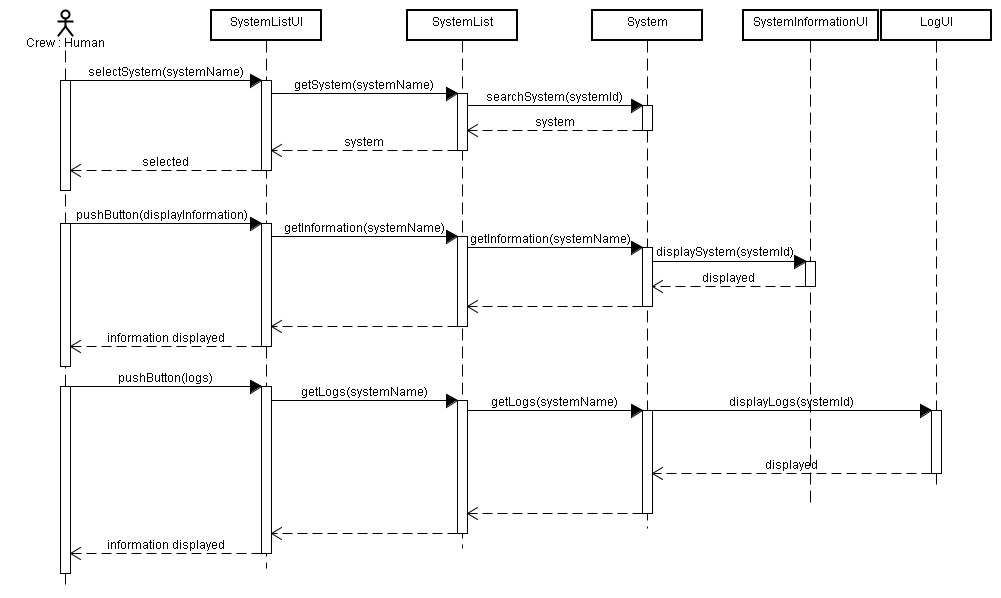 SystemListUI
SystemList
System
SystemInformationUI
LogUI
Crew : Human
selectSystem(systemName)
getSystem(systemName)
searchSystem(systemId)
system
system
selected
pushButton(displayInformation)
getInformation(systemName)
getInformation(systemName)
displaySystem(systemId)
displayed
information displayed
pushButton(logs)
getLogs(systemName)
getLogs(systemName)
displayLogs(systemId)
displayed
information displayed